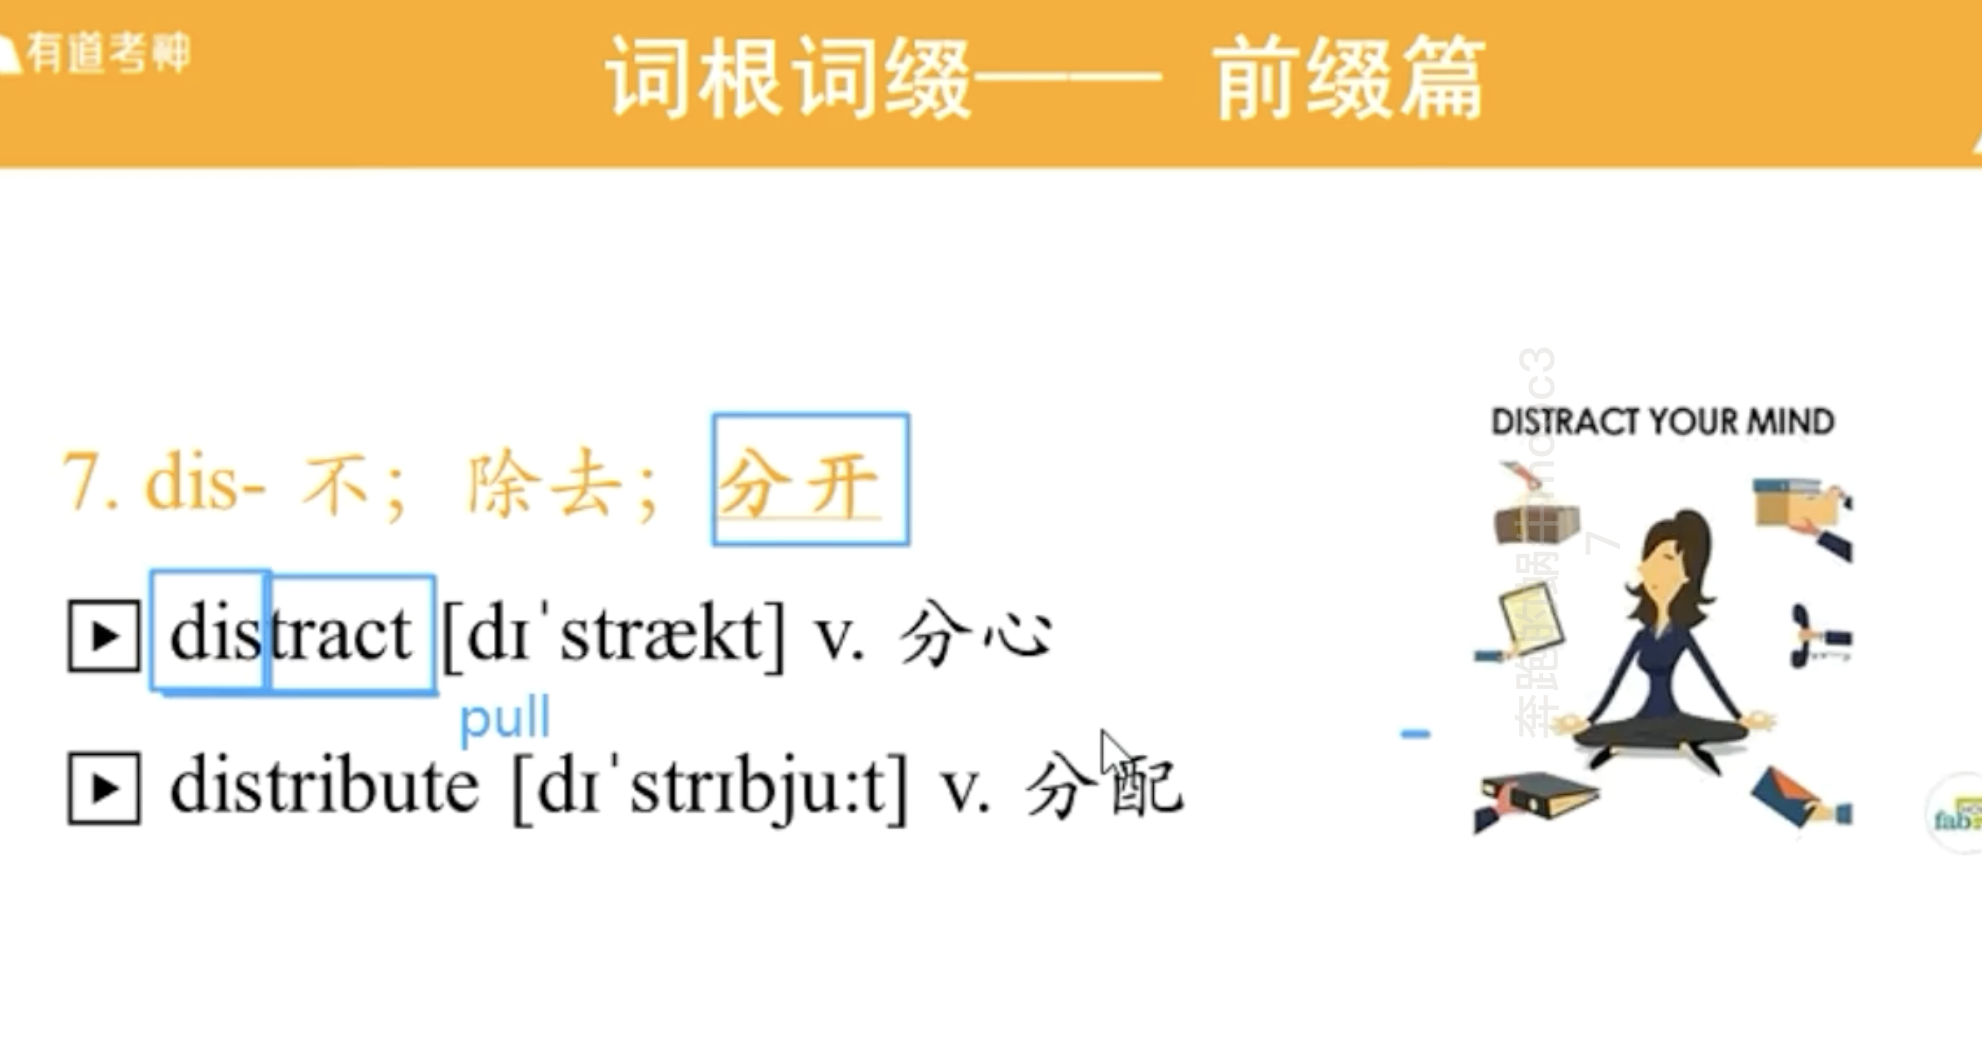 有道考神
词根词缀—— 前缀篇
7. dis- 不；除去；分开
distract [dɪˈstrækt] v. 分心
pull
distribute [dɪˈstrɪbju:t] v. 分配
DISTRACT YOUR MIND
fab